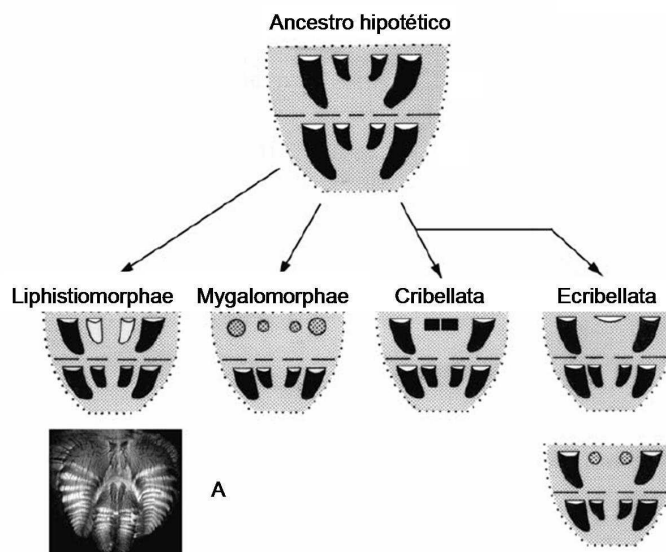 Ancestro hipotético
Liphistiomorphae
Mygalomorphae
Cribellata
Ecribellata
A